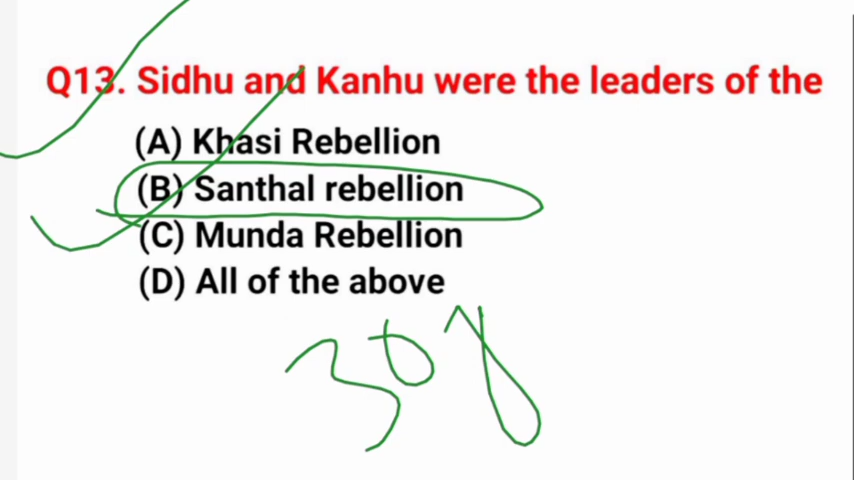 Q13. Sidhu and Kanhu were the leaders of the
(A) Khasi Rebellion
(B) Santhal rebellion
(C) Munda Rebellion
(D) All of the above